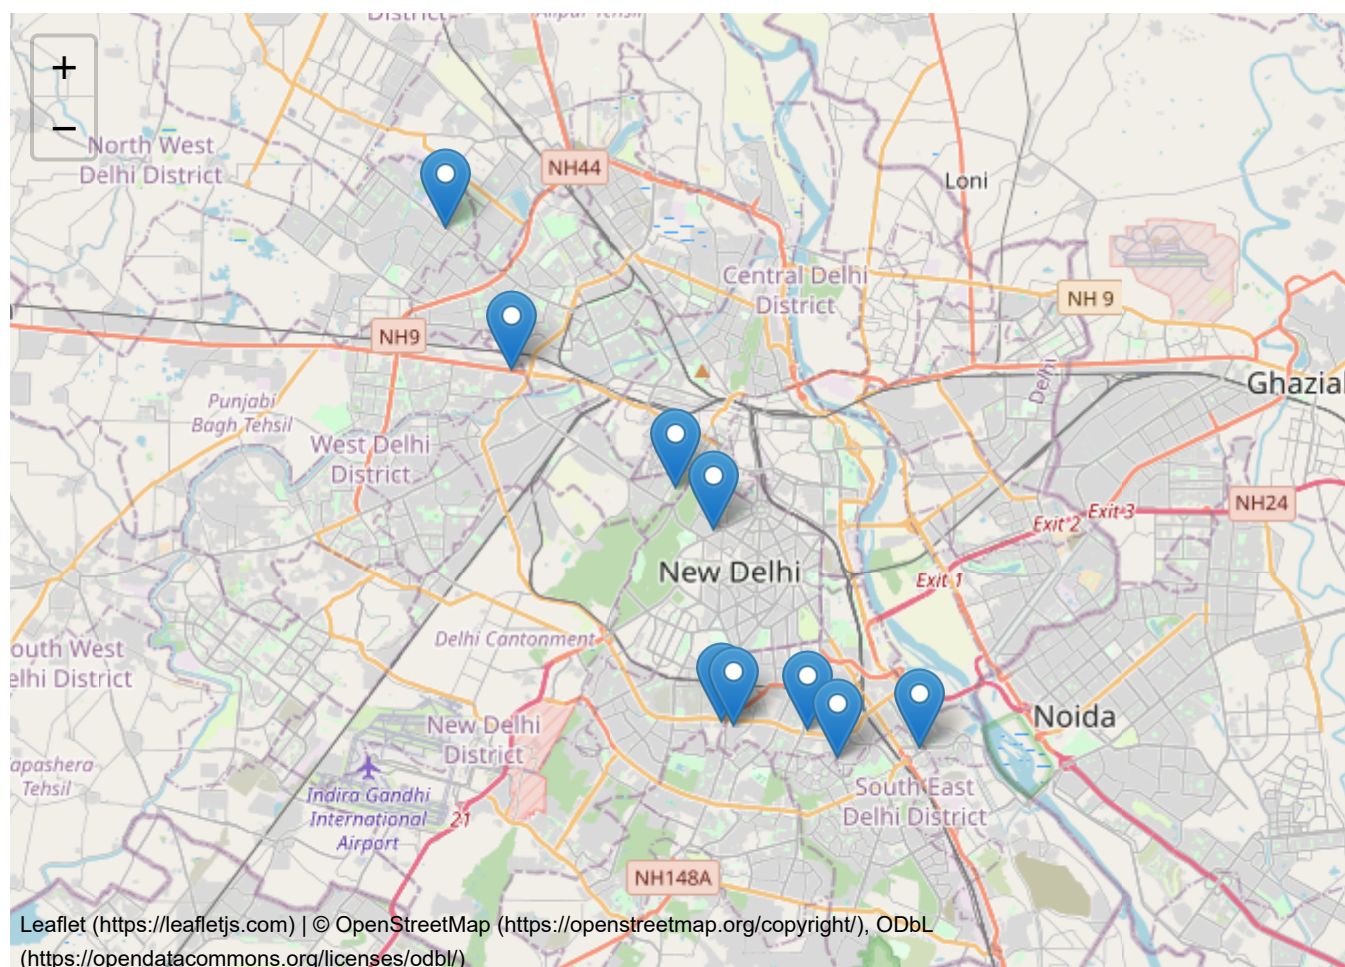 District
Alipur Tehsil
+
−
North West
Delhi District
NH44
Loni
Central Delhi
District
NH 9
NH9
Delhi
Punjabi
Bagh Tehsil
West Delhi
District
NH24
Exit 3
Exit 2
Exit 1
New Delhi
Delhi Cantonment
outh West
elhi District
New Delhi
District
Noida
apashera
Tehsil
Indira Gandhi
International
Airport
21
South East
Delhi District
NH148A
Ghazia
Leaflet (https://leafletjs.com) | © OpenStreetMap (https://openstreetmap.org/copyright/), ODbL
(https://opendatacommons.org/licenses/odbl/)